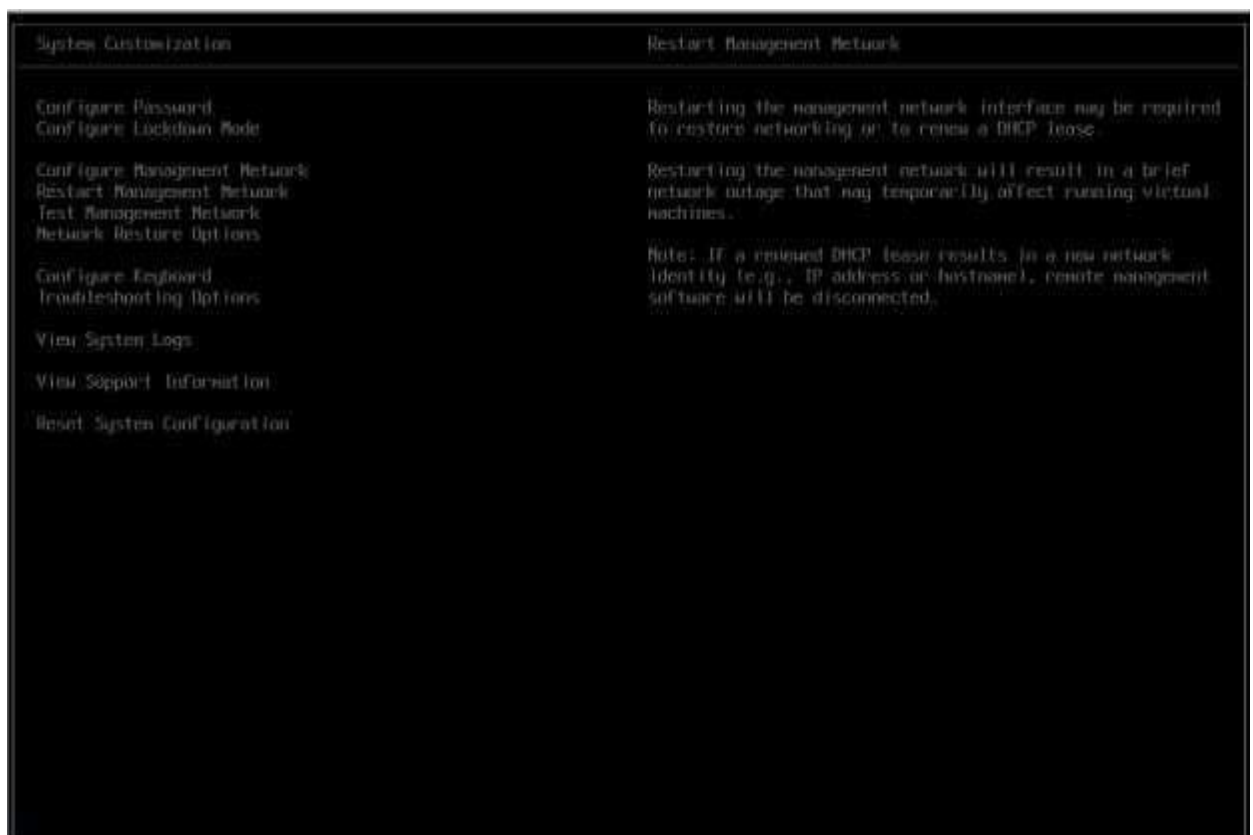 System Customization
Restart Management Network
Configure Password
Configure Lockdown Mode
Configure Management Network
Restart Management Network
Test Management Network
Network Restore Options
Configure Keyboard
Troubleshooting Options
View System Logs
View Support Information
Reset System Configuration
Restarting the management network interface may be required
to restore networking or to renew a DHCP lease.
Restarting the management network will result in a brief
network outage that may temporarily affect running virtual
machines.
Note: If a renewed DHCP lease results in a new network
identity (e.g., IP address or hostname), remote management
software will be disconnected.